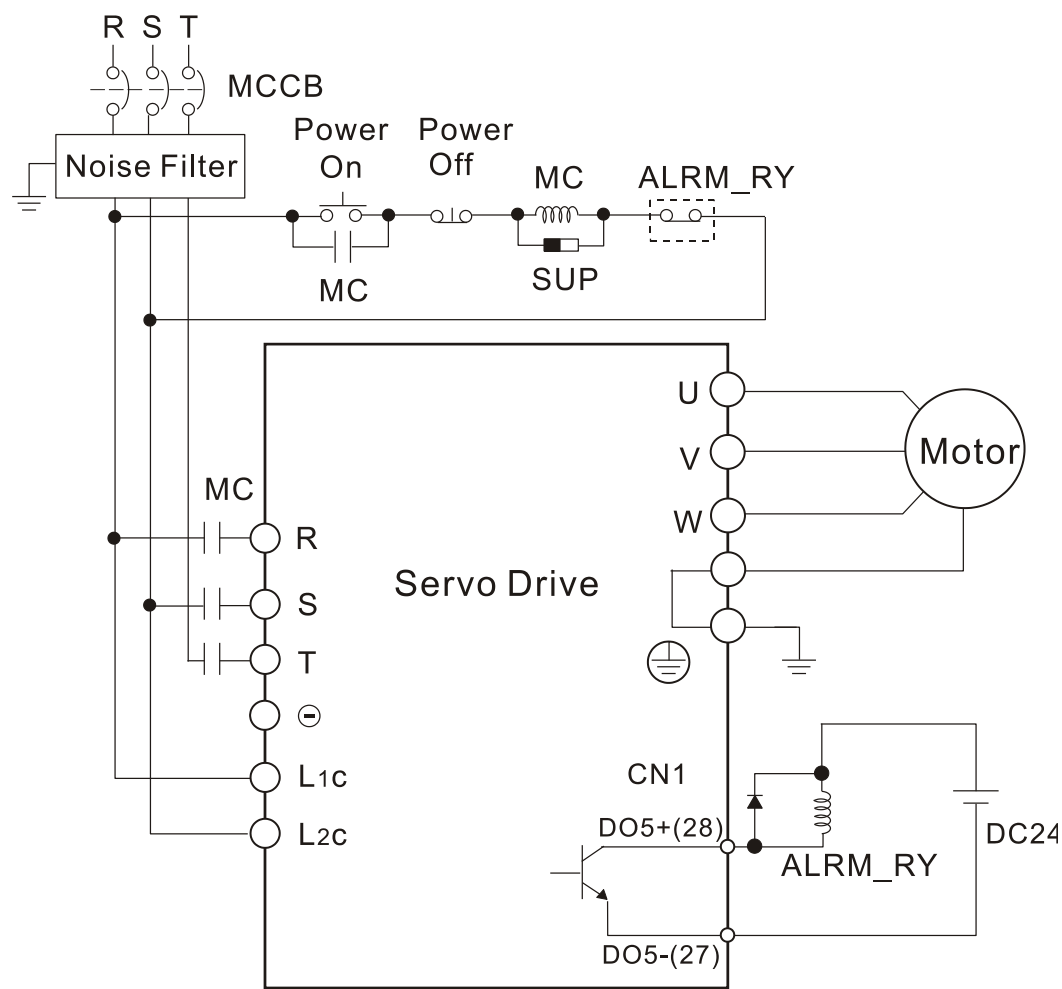 R S T
MCCB
Noise Filter
Power
On
Power
Off
MC
ALRM_RY
MC
SUP
U
V
W
Motor
MC
R
S
T
Servo Drive
L1c
L2c
CN1
DO5+(28)
DO5-(27)
ALRM_RY
DC24